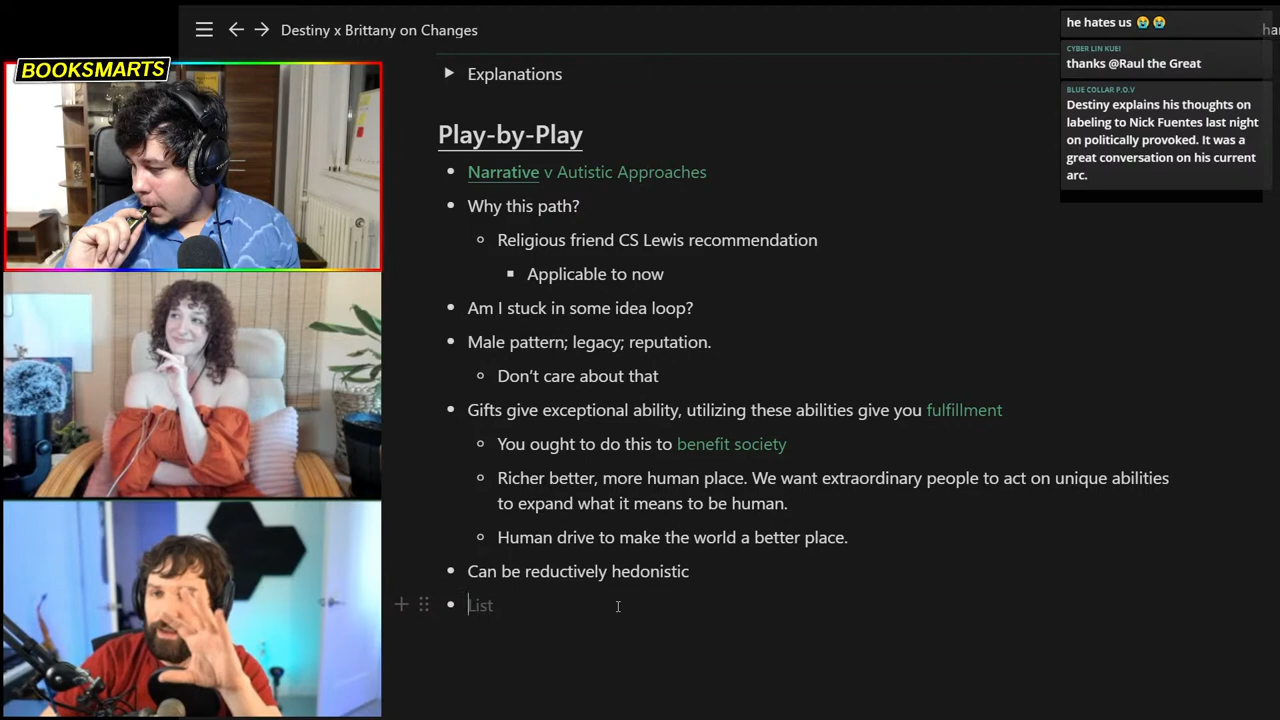 Destiny x Brittany on Changes
BOOKSMARTS
Explanations
Play-by-Play
Narrative v Autistic Approaches
Why this path?
Religious friend CS Lewis recommendation
Applicable to now
Am I stuck in some idea loop?
Male pattern; legacy; reputation.
Don't care about that
Gifts give exceptional ability, utilizing these abilities give you fulfillment
You ought to do this to benefit society
Richer better, more human place. We want extraordinary people to act on unique abilities
to expand what it means to be human.
Human drive to make the world a better place.
Can be reductively hedonistic
List
he hates us 😭 😭
CYBER LIN KUEI
thanks @Raul the Great
BLUE COLLAR P.O.V
Destiny explains his thoughts on
labeling to Nick Fuentes last night
on politically provoked. It was a
great conversation on his current
arc.